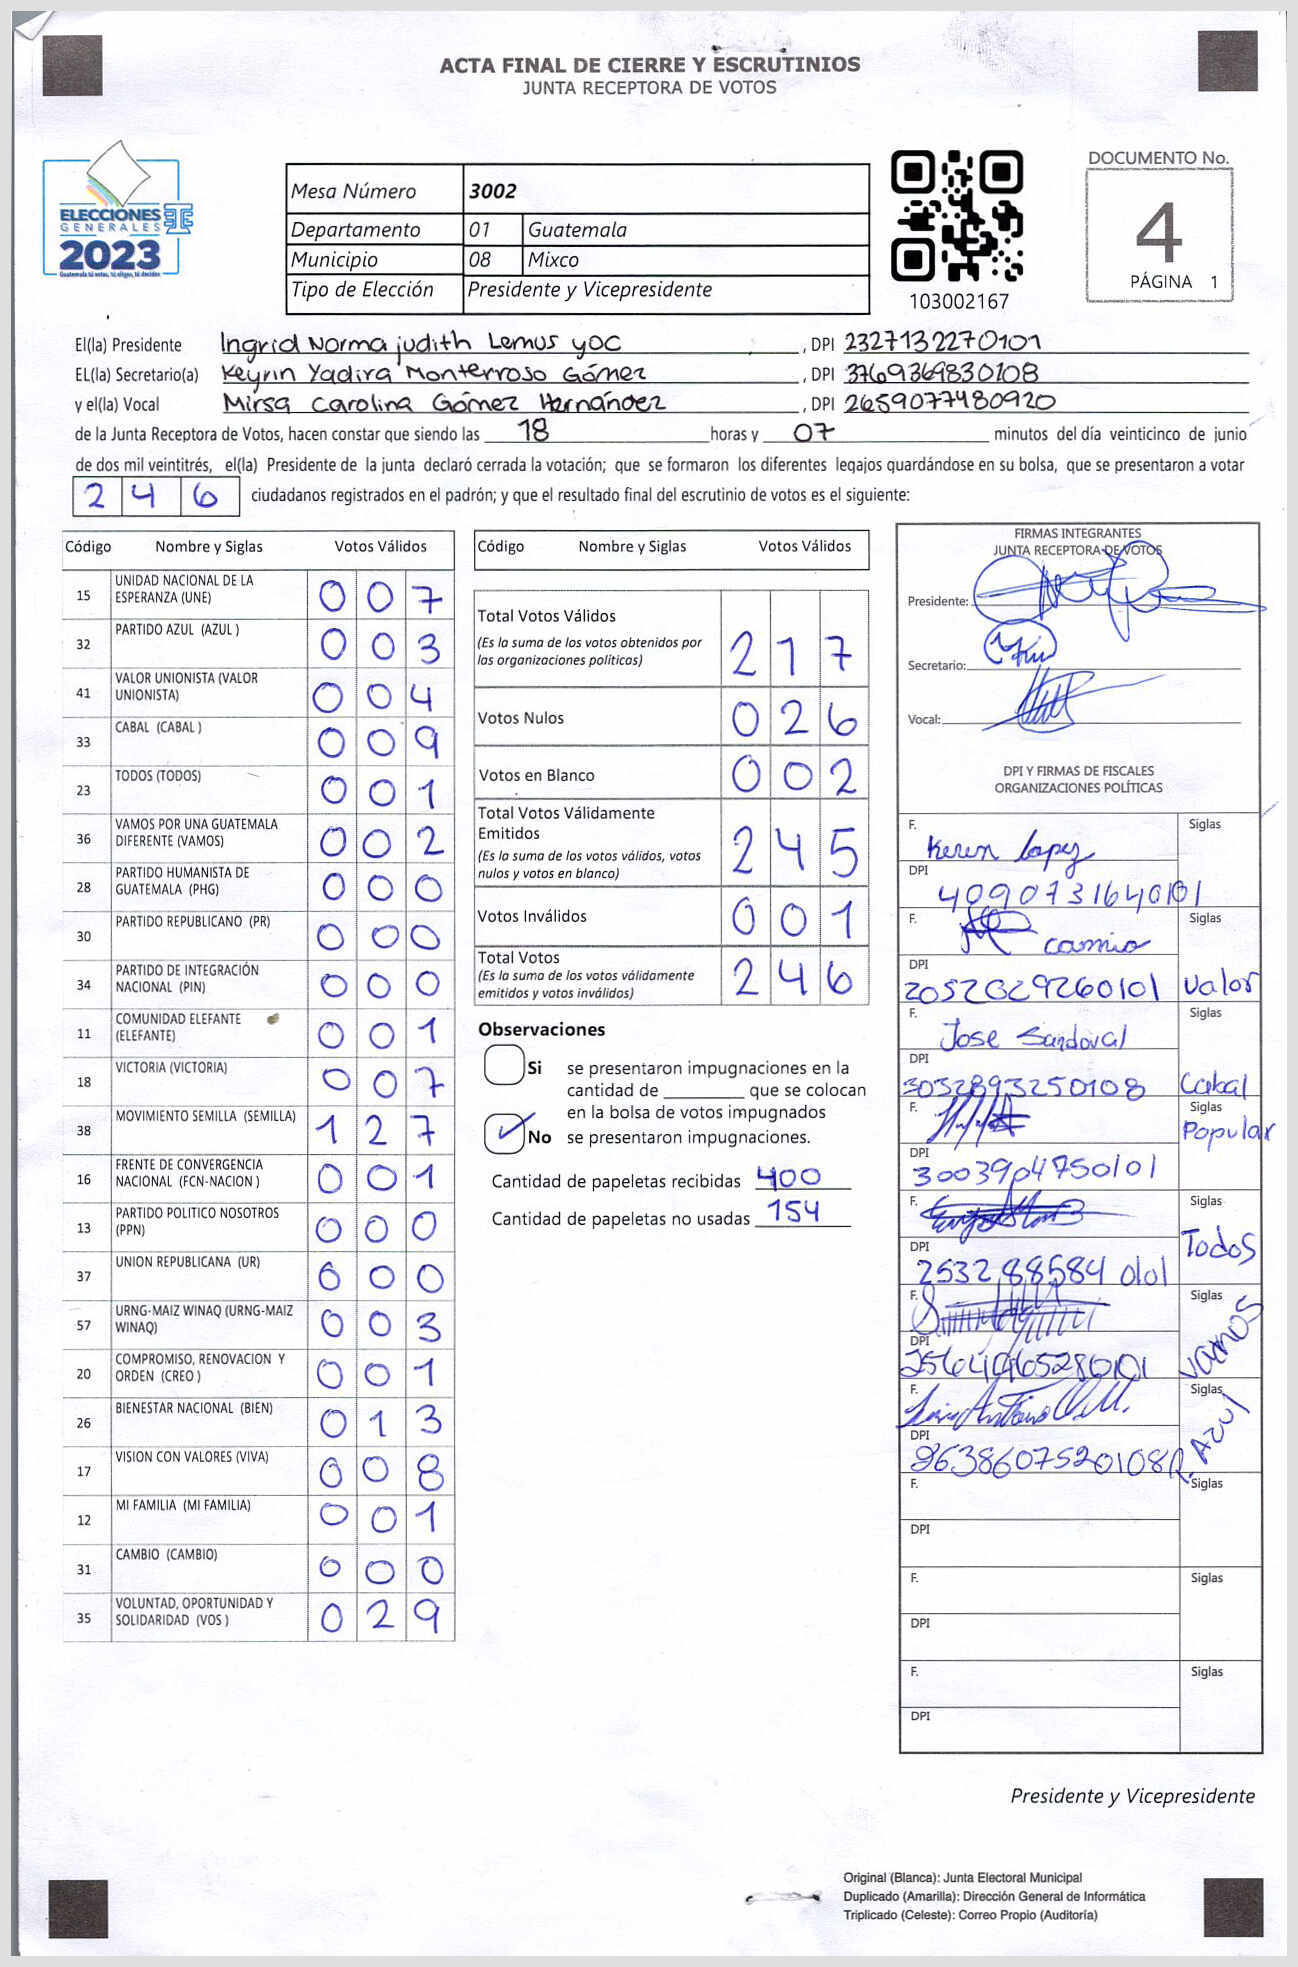 ACTA FINAL DE CIERRE Y ESCRUTINIOS
JUNTA RECEPTORA DE VOTOS
ELECCIONES
GENERALES
2023
Guatemala tú votas, tú eliges, tú decides
Mesa Número 3002
Departamento 01 Guatemala
Municipio 08 Mixco
Tipo de Elección Presidente y Vicepresidente
103002167
DOCUMENTO No.
4
PÁGINA 1
El(la) Presidente Ingrid Norma judith Lemus yoc , DPI 2327132270101
EL(la) Secretario(a) Keyrin Yadira Monterroso Gómez , DPI 3769369830108
y el(la) Vocal Mirsa Carolina Gómez Hernández , DPI 2659077480920
de la Junta Receptora de Votos, hacen constar que siendo las 18 horas y 07 minutos del día veinticinco de junio
de dos mil veintitrés, el(la) Presidente de la junta declaró cerrada la votación; que se formaron los diferentes legajos guardándose en su bolsa, que se presentaron a votar
2 4 6 ciudadanos registrados en el padrón; y que el resultado final del escrutinio de votos es el siguiente:
Código Nombre y Siglas Votos Válidos
15 UNIDAD NACIONAL DE LA ESPERANZA (UNE) 0 0 7
32 PARTIDO AZUL (AZUL ) 0 0 3
41 VALOR UNIONISTA (VALOR UNIONISTA) 0 0 4
33 CABAL (CABAL ) 0 0 9
23 TODOS (TODOS) 0 0 1
36 VAMOS POR UNA GUATEMALA DIFERENTE (VAMOS) 0 0 2
28 PARTIDO HUMANISTA DE GUATEMALA (PHG) 0 0 0
30 PARTIDO REPUBLICANO (PR) 0 0 0
34 PARTIDO DE INTEGRACIÓN NACIONAL (PIN) 0 0 0
11 COMUNIDAD ELEFANTE (ELEFANTE) 0 0 1
18 VICTORIA (VICTORIA) 0 0 7
38 MOVIMIENTO SEMILLA (SEMILLA) 1 2 7
16 FRENTE DE CONVERGENCIA NACIONAL (FCN-NACION ) 0 0 1
13 PARTIDO POLITICO NOSOTROS (PPN) 0 0 0
37 UNION REPUBLICANA (UR) 0 0 0
57 URNG-MAIZ WINAQ (URNG-MAIZ WINAQ) 0 0 3
20 COMPROMISO, RENOVACION Y ORDEN (CREO ) 0 0 1
26 BIENESTAR NACIONAL (BIEN) 0 1 3
17 VISION CON VALORES (VIVA) 0 0 8
12 MI FAMILIA (MI FAMILIA) 0 0 1
31 CAMBIO (CAMBIO) 0 0 0
35 VOLUNTAD, OPORTUNIDAD Y SOLIDARIDAD (VOS ) 0 2 9
Código Nombre y Siglas Votos Válidos
Total Votos Válidos 2 1 7
(Es la suma de los votos obtenidos por
las organizaciones políticas)
Votos Nulos 0 2 6
Votos en Blanco 0 0 2
Total Votos Válidamente
Emitidos 2 4 5
(Es la suma de los votos válidos, votos
nulos y votos en blanco)
Votos Inválidos 0 0 1
Total Votos 2 4 6
(Es la suma de los votos válidamente
emitidos y votos inválidos)
Observaciones
Si se presentaron impugnaciones en la
cantidad de ________ que se colocan
en la bolsa de votos impugnados
No se presentaron impugnaciones.
Cantidad de papeletas recibidas 400
Cantidad de papeletas no usadas 154
FIRMAS INTEGRANTES
JUNTA RECEPTORA DE VOTOS
Presidente:
Secretario:
Vocal:
DPI Y FIRMAS DE FISCALES
ORGANIZACIONES POLÍTICAS
F. Keren Lopez Siglas
DPI 4090731640101
F. Siglas
DPI Valor
F. Jose Sandoval Siglas
DPI 3032893250108 Cabal
F. Siglas Popular
DPI 3003904750101
F. Siglas Todos
DPI 2532 88584 0101
F. Siglas Vamos
DPI
F. Siglas P. Azul
DPI 2638607520108
F. Siglas
DPI
F. Siglas
DPI
F. Siglas
DPI
Presidente y Vicepresidente
Original (Blanca): Junta Electoral Municipal
Duplicado (Amarilla): Dirección General de Informática
Triplicado (Celeste): Correo Propio (Auditoría)